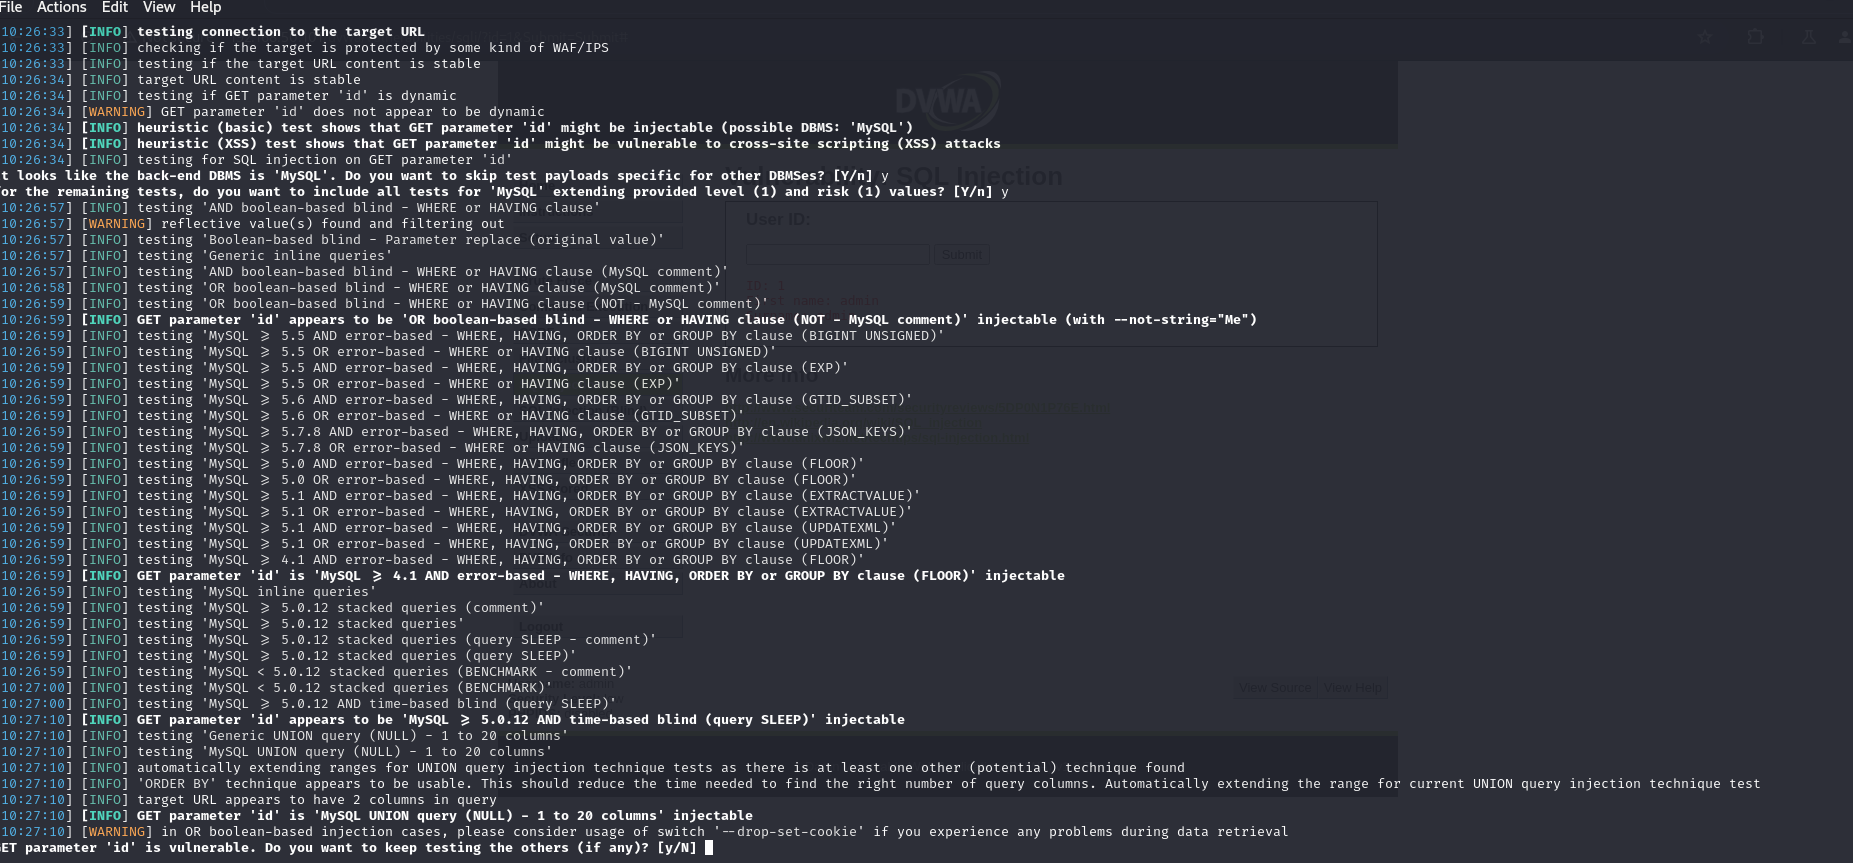 File Actions Edit View Help
10:26:33] [INFO] testing connection to the target URL
10:26:33] [INFO] checking if the target is protected by some kind of WAF/IPS
10:26:33] [INFO] testing if the target URL content is stable
10:26:34] [INFO] target URL content is stable
10:26:34] [INFO] testing if GET parameter 'id' is dynamic
10:26:34] [WARNING] GET parameter 'id' does not appear to be dynamic
10:26:34] [INFO] heuristic (basic) test shows that GET parameter 'id' might be injectable (possible DBMS: 'MySQL')
10:26:34] [INFO] heuristic (XSS) test shows that GET parameter 'id' might be vulnerable to cross-site scripting (XSS) attacks
10:26:34] [INFO] testing for SQL injection on GET parameter 'id'
t looks like the back-end DBMS is 'MySQL'. Do you want to skip test payloads specific for other DBMSes? [Y/n] y
or the remaining tests, do you want to include all tests for 'MySQL' extending provided level (1) and risk (1) values? [Y/n] y
10:26:57] [INFO] testing 'AND boolean-based blind - WHERE or HAVING clause'
10:26:57] [WARNING] reflective value(s) found and filtering out
10:26:57] [INFO] testing 'Boolean-based blind - Parameter replace (original value)'
10:26:57] [INFO] testing 'Generic inline queries'
10:26:57] [INFO] testing 'AND boolean-based blind - WHERE or HAVING clause (MySQL comment)'
10:26:58] [INFO] testing 'OR boolean-based blind - WHERE or HAVING clause (MySQL comment)'
10:26:59] [INFO] testing 'OR boolean-based blind - WHERE or HAVING clause (NOT - MySQL comment)'
10:26:59] [INFO] GET parameter 'id' appears to be 'OR boolean-based blind - WHERE or HAVING clause (NOT - MySQL comment)' injectable (with --not-string="Me")
10:26:59] [INFO] testing 'MySQL ≥ 5.5 AND error-based - WHERE, HAVING, ORDER BY or GROUP BY clause (BIGINT UNSIGNED)'
10:26:59] [INFO] testing 'MySQL ≥ 5.5 OR error-based - WHERE or HAVING clause (BIGINT UNSIGNED)'
10:26:59] [INFO] testing 'MySQL ≥ 5.5 AND error-based - WHERE, HAVING, ORDER BY or GROUP BY clause (EXP)'
10:26:59] [INFO] testing 'MySQL ≥ 5.5 OR error-based - WHERE or HAVING clause (EXP)'
10:26:59] [INFO] testing 'MySQL ≥ 5.6 AND error-based - WHERE, HAVING, ORDER BY or GROUP BY clause (GTID_SUBSET)'
10:26:59] [INFO] testing 'MySQL ≥ 5.6 OR error-based - WHERE or HAVING clause (GTID_SUBSET)'
10:26:59] [INFO] testing 'MySQL ≥ 5.7.8 AND error-based - WHERE, HAVING, ORDER BY or GROUP BY clause (JSON_KEYS)'
10:26:59] [INFO] testing 'MySQL ≥ 5.7.8 OR error-based - WHERE or HAVING clause (JSON_KEYS)'
10:26:59] [INFO] testing 'MySQL ≥ 5.0 AND error-based - WHERE, HAVING, ORDER BY or GROUP BY clause (FLOOR)'
10:26:59] [INFO] testing 'MySQL ≥ 5.0 OR error-based - WHERE, HAVING, ORDER BY or GROUP BY clause (FLOOR)'
10:26:59] [INFO] testing 'MySQL ≥ 5.1 AND error-based - WHERE, HAVING, ORDER BY or GROUP BY clause (EXTRACTVALUE)'
10:26:59] [INFO] testing 'MySQL ≥ 5.1 OR error-based - WHERE, HAVING, ORDER BY or GROUP BY clause (EXTRACTVALUE)'
10:26:59] [INFO] testing 'MySQL ≥ 5.1 AND error-based - WHERE, HAVING, ORDER BY or GROUP BY clause (UPDATEXML)'
10:26:59] [INFO] testing 'MySQL ≥ 5.1 OR error-based - WHERE, HAVING, ORDER BY or GROUP BY clause (UPDATEXML)'
10:26:59] [INFO] testing 'MySQL ≥ 4.1 AND error-based - WHERE, HAVING, ORDER BY or GROUP BY clause (FLOOR)'
10:26:59] [INFO] GET parameter 'id' is 'MySQL ≥ 4.1 AND error-based - WHERE, HAVING, ORDER BY or GROUP BY clause (FLOOR)' injectable
10:26:59] [INFO] testing 'MySQL inline queries'
10:26:59] [INFO] testing 'MySQL ≥ 5.0.12 stacked queries (comment)'
10:26:59] [INFO] testing 'MySQL ≥ 5.0.12 stacked queries'
10:26:59] [INFO] testing 'MySQL ≥ 5.0.12 stacked queries (query SLEEP - comment)'
10:26:59] [INFO] testing 'MySQL ≥ 5.0.12 stacked queries (query SLEEP)'
10:26:59] [INFO] testing 'MySQL < 5.0.12 stacked queries (BENCHMARK - comment)'
10:27:00] [INFO] testing 'MySQL < 5.0.12 stacked queries (BENCHMARK)'
10:27:00] [INFO] testing 'MySQL ≥ 5.0.12 AND time-based blind (query SLEEP)'
10:27:10] [INFO] GET parameter 'id' appears to be 'MySQL ≥ 5.0.12 AND time-based blind (query SLEEP)' injectable
10:27:10] [INFO] testing 'Generic UNION query (NULL) - 1 to 20 columns'
10:27:10] [INFO] testing 'MySQL UNION query (NULL) - 1 to 20 columns'
10:27:10] [INFO] automatically extending ranges for UNION query injection technique tests as there is at least one other (potential) technique found
10:27:10] [INFO] 'ORDER BY' technique appears to be usable. This should reduce the time needed to find the right number of query columns. Automatically extending the range for current UNION query injection technique test
10:27:10] [INFO] target URL appears to have 2 columns in query
10:27:10] [INFO] GET parameter 'id' is 'MySQL UNION query (NULL) - 1 to 20 columns' injectable
10:27:10] [WARNING] in OR boolean-based injection cases, please consider usage of switch '--drop-set-cookie' if you experience any problems during data retrieval
GET parameter 'id' is vulnerable. Do you want to keep testing the others (if any)? [y/N]
DVWA
SQL Injection
User ID:
Submit
ID: 1
name: admin
More Info
Logout
View Source
View Help